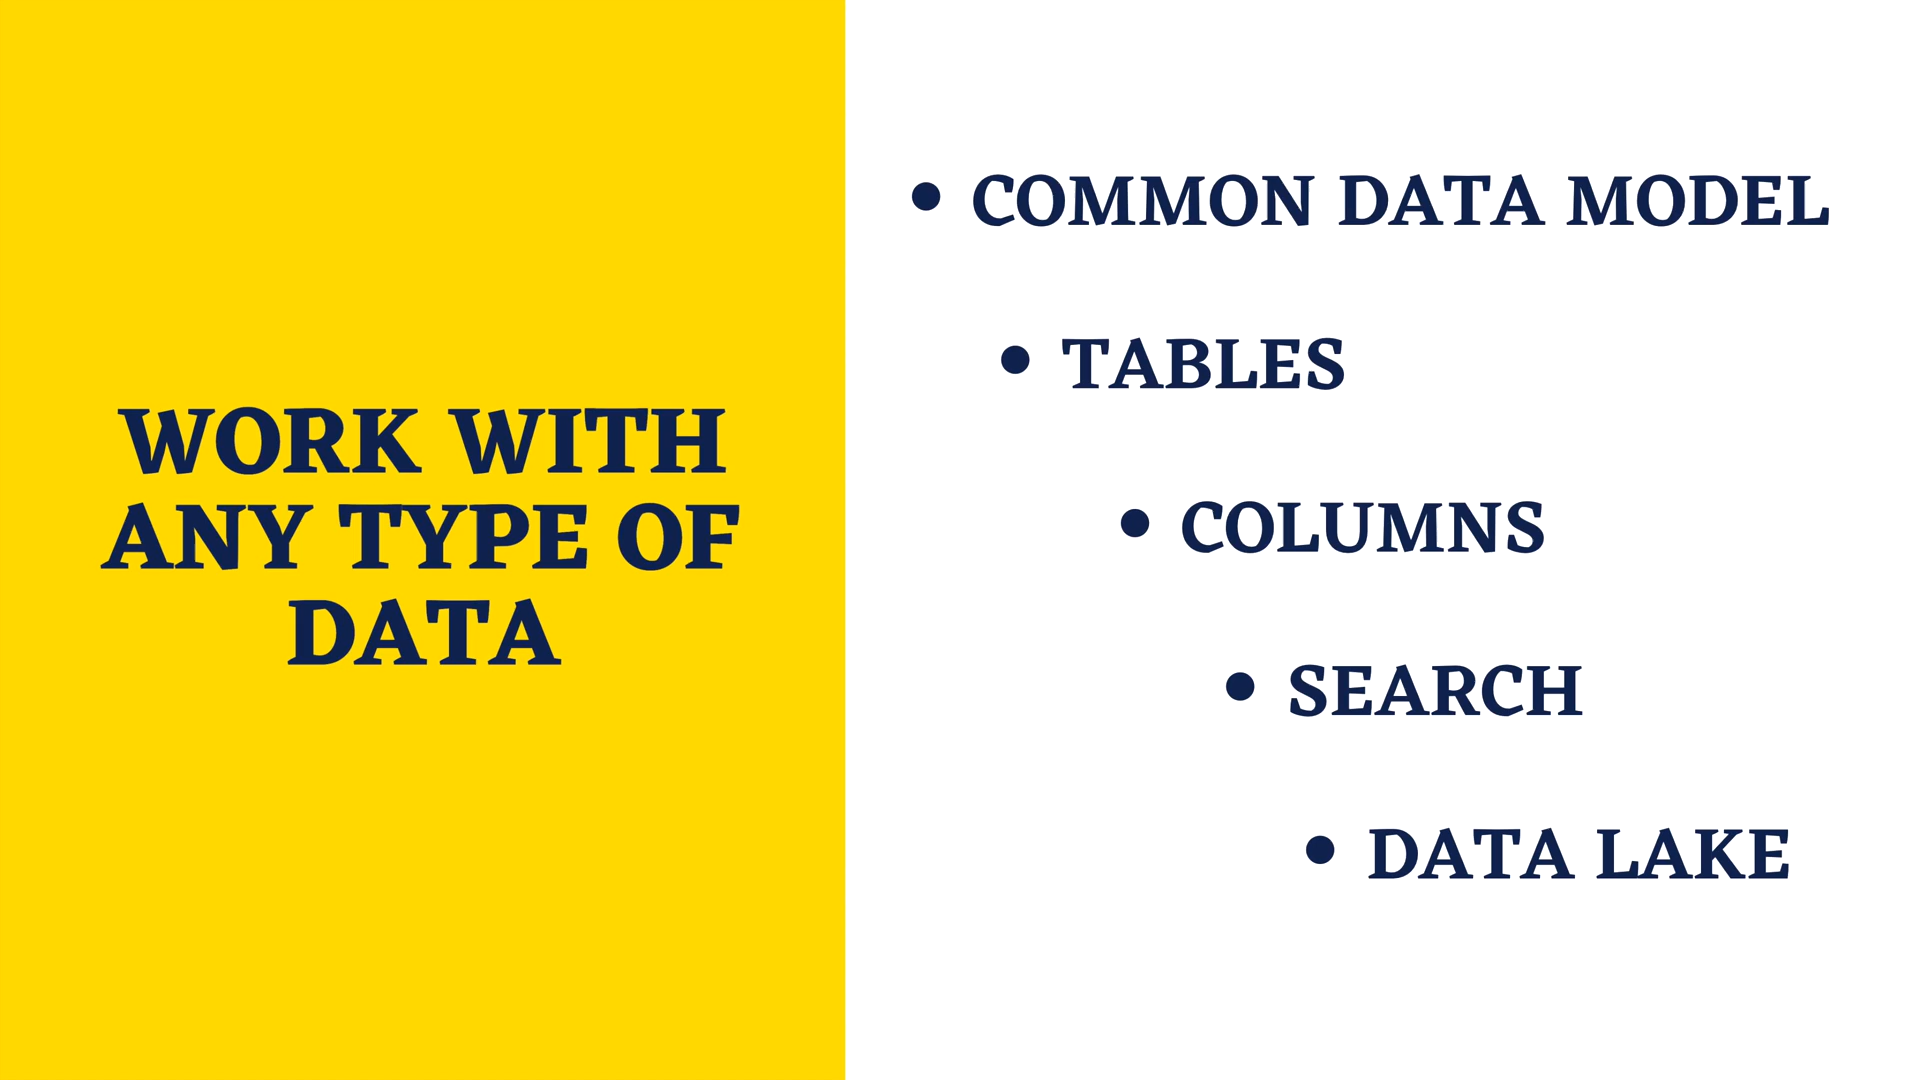 WORK WITH
ANY TYPE OF
DATA
• COMMON DATA MODEL
• TABLES
• COLUMNS
• SEARCH
• DATA LAKE